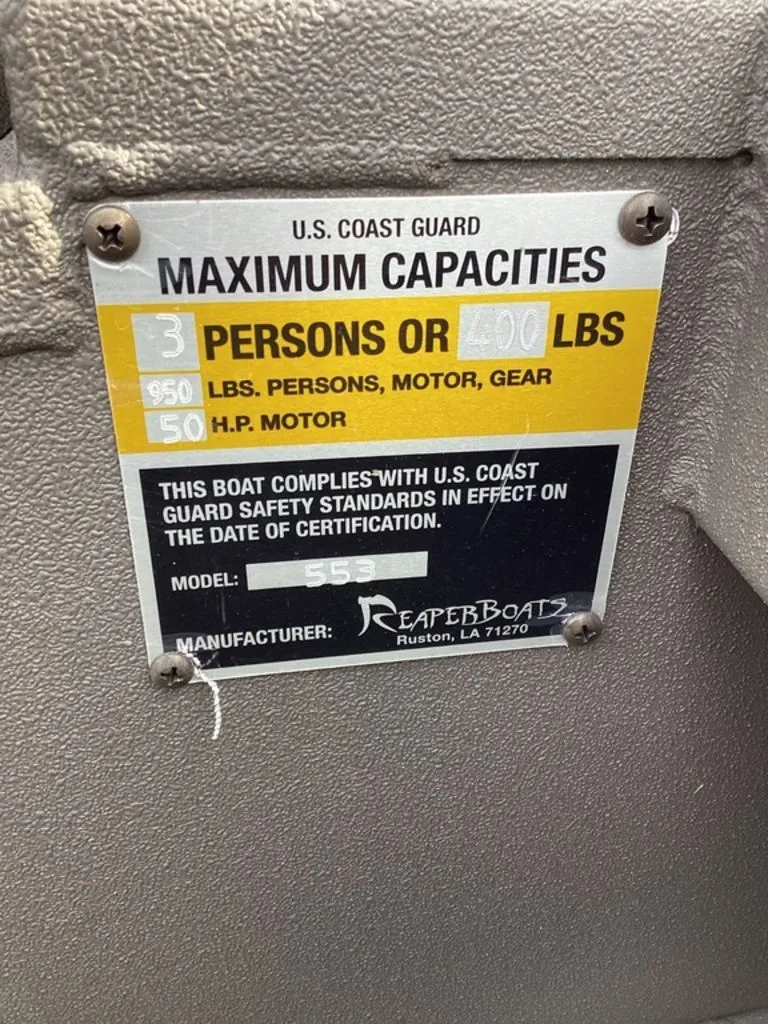 U.S. COAST GUARD
MAXIMUM CAPACITIES
3 PERSONS OR 400 LBS
950 LBS. PERSONS, MOTOR, GEAR
50 H.P. MOTOR
THIS BOAT COMPLIES WITH U.S. COAST
GUARD SAFETY STANDARDS IN EFFECT ON
THE DATE OF CERTIFICATION.
MODEL: 553
MANUFACTURER: REAPERBOATS
Ruston, LA 71270